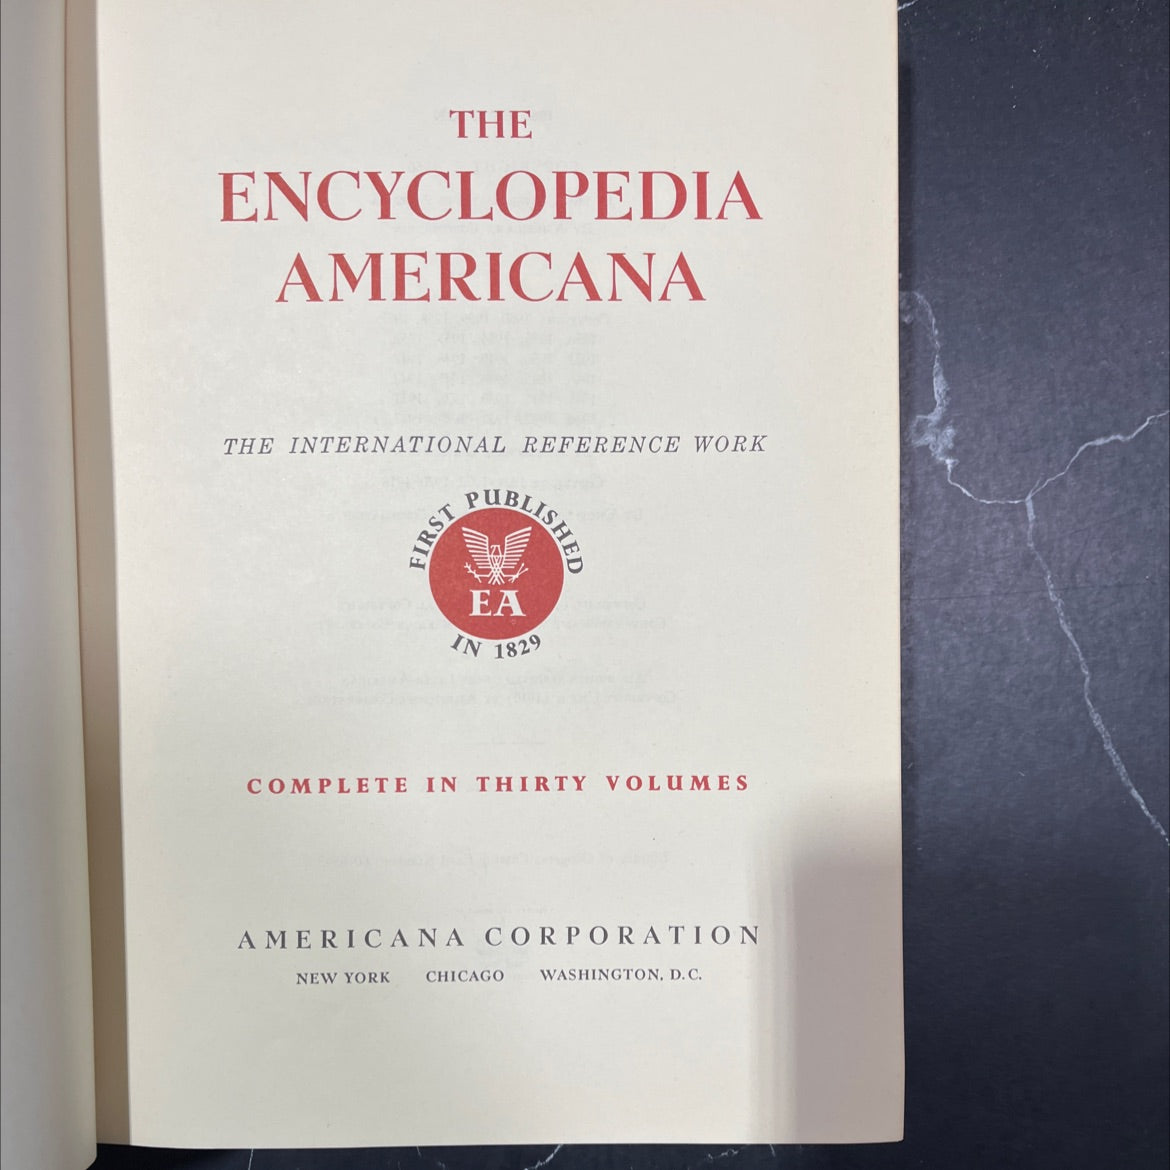 THE
ENCYCLOPEDIA
AMERICANA
THE INTERNATIONAL REFERENCE WORK
FIRST PUBLISHED
EA
IN 1829
COMPLETE IN THIRTY VOLUMES
AMERICANA CORPORATION
NEW YORK CHICAGO WASHINGTON, D.C.